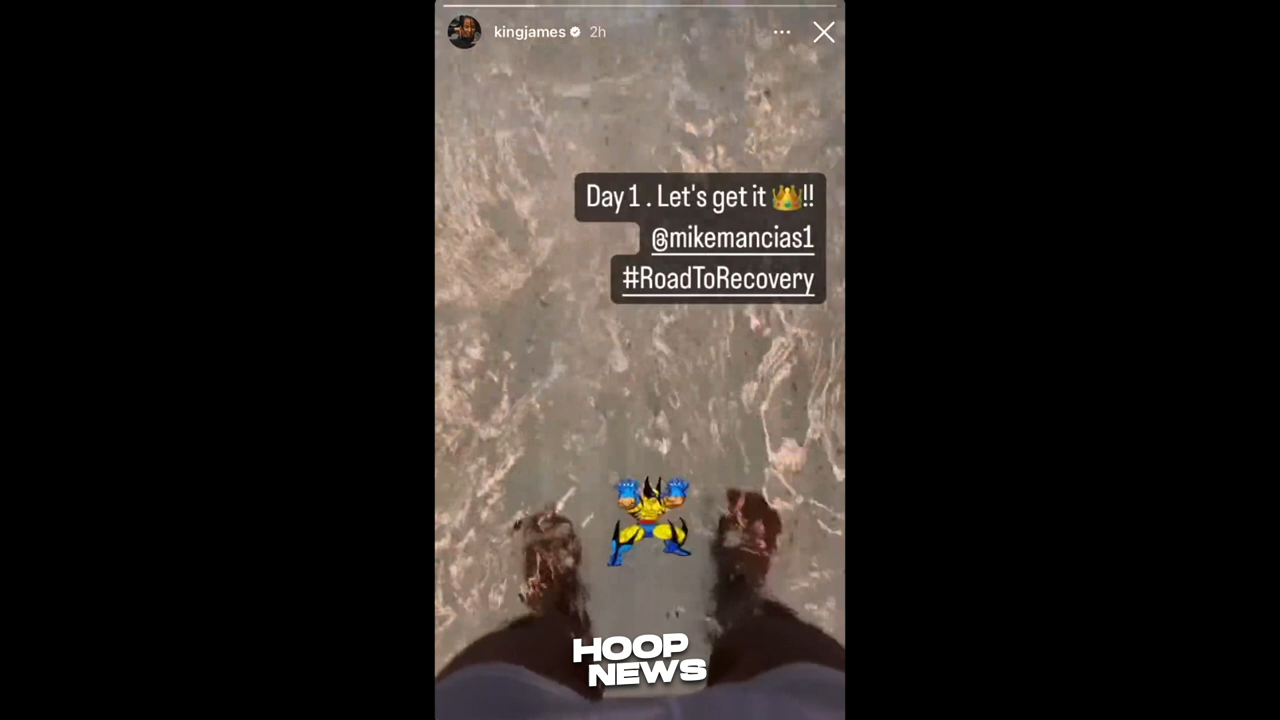 kingjames 2h
Day 1 . Let's get it 👑!!
@mikemancias1
#RoadToRecovery
HOOP
NEWS